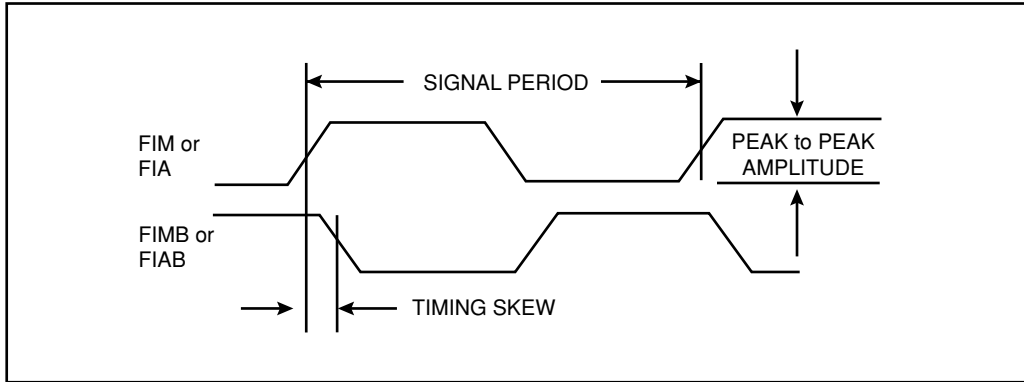 SIGNAL PERIOD
FIM or
FIA
PEAK to PEAK
AMPLITUDE
FIMB or
FIAB
TIMING SKEW